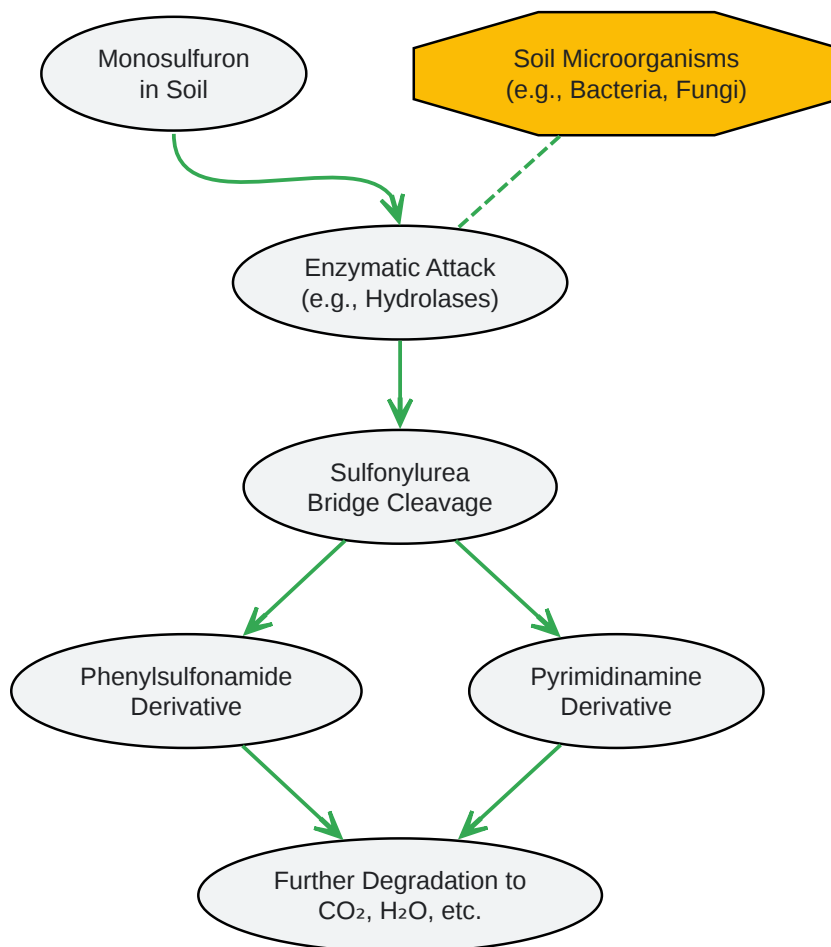 Monosulfuron
in Soil
Soil Microorganisms
(e.g., Bacteria, Fungi)
Enzymatic Attack
(e.g., Hydrolases)
Sulfonylurea
Bridge Cleavage
Phenylsulfonamide
Derivative
Pyrimidinamine
Derivative
Further Degradation to
CO₂, H₂O, etc.